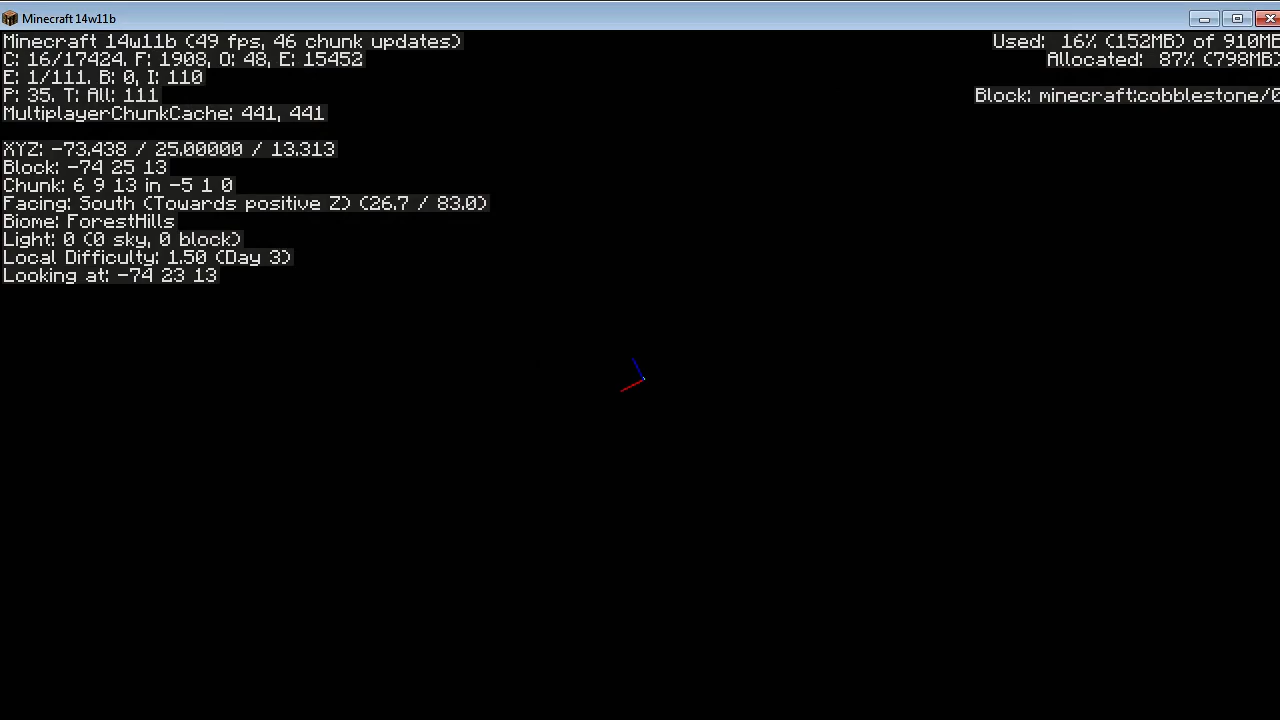 Minecraft 14w11b
Minecraft 14w11b (49 fps, 46 chunk updates)
C: 16/17424. F: 1908, O: 48, E: 15452
E: 1/111. B: 0, I: 110
P: 35. T: All: 111
MultiplayerChunkCache: 441, 441
XYZ: -73.438 / 25.00000 / 13.313
Block: -74 25 13
Chunk: 6 9 13 in -5 1 0
Facing: South (Towards positive Z) (26.7 / 83.0)
Biome: ForestHills
Light: 0 (0 sky, 0 block)
Local Difficulty: 1.50 (Day 3)
Looking at: -74 23 13
Used: 16% (152MB) of 910MB
Allocated: 87% (798MB)
Block: minecraft:cobblestone/0